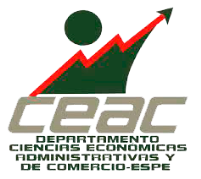 CEAC
DEPARTAMENTO
CIENCIAS ECONOMICAS
ADMINISTRATIVAS Y
DE COMERCIO-ESPE